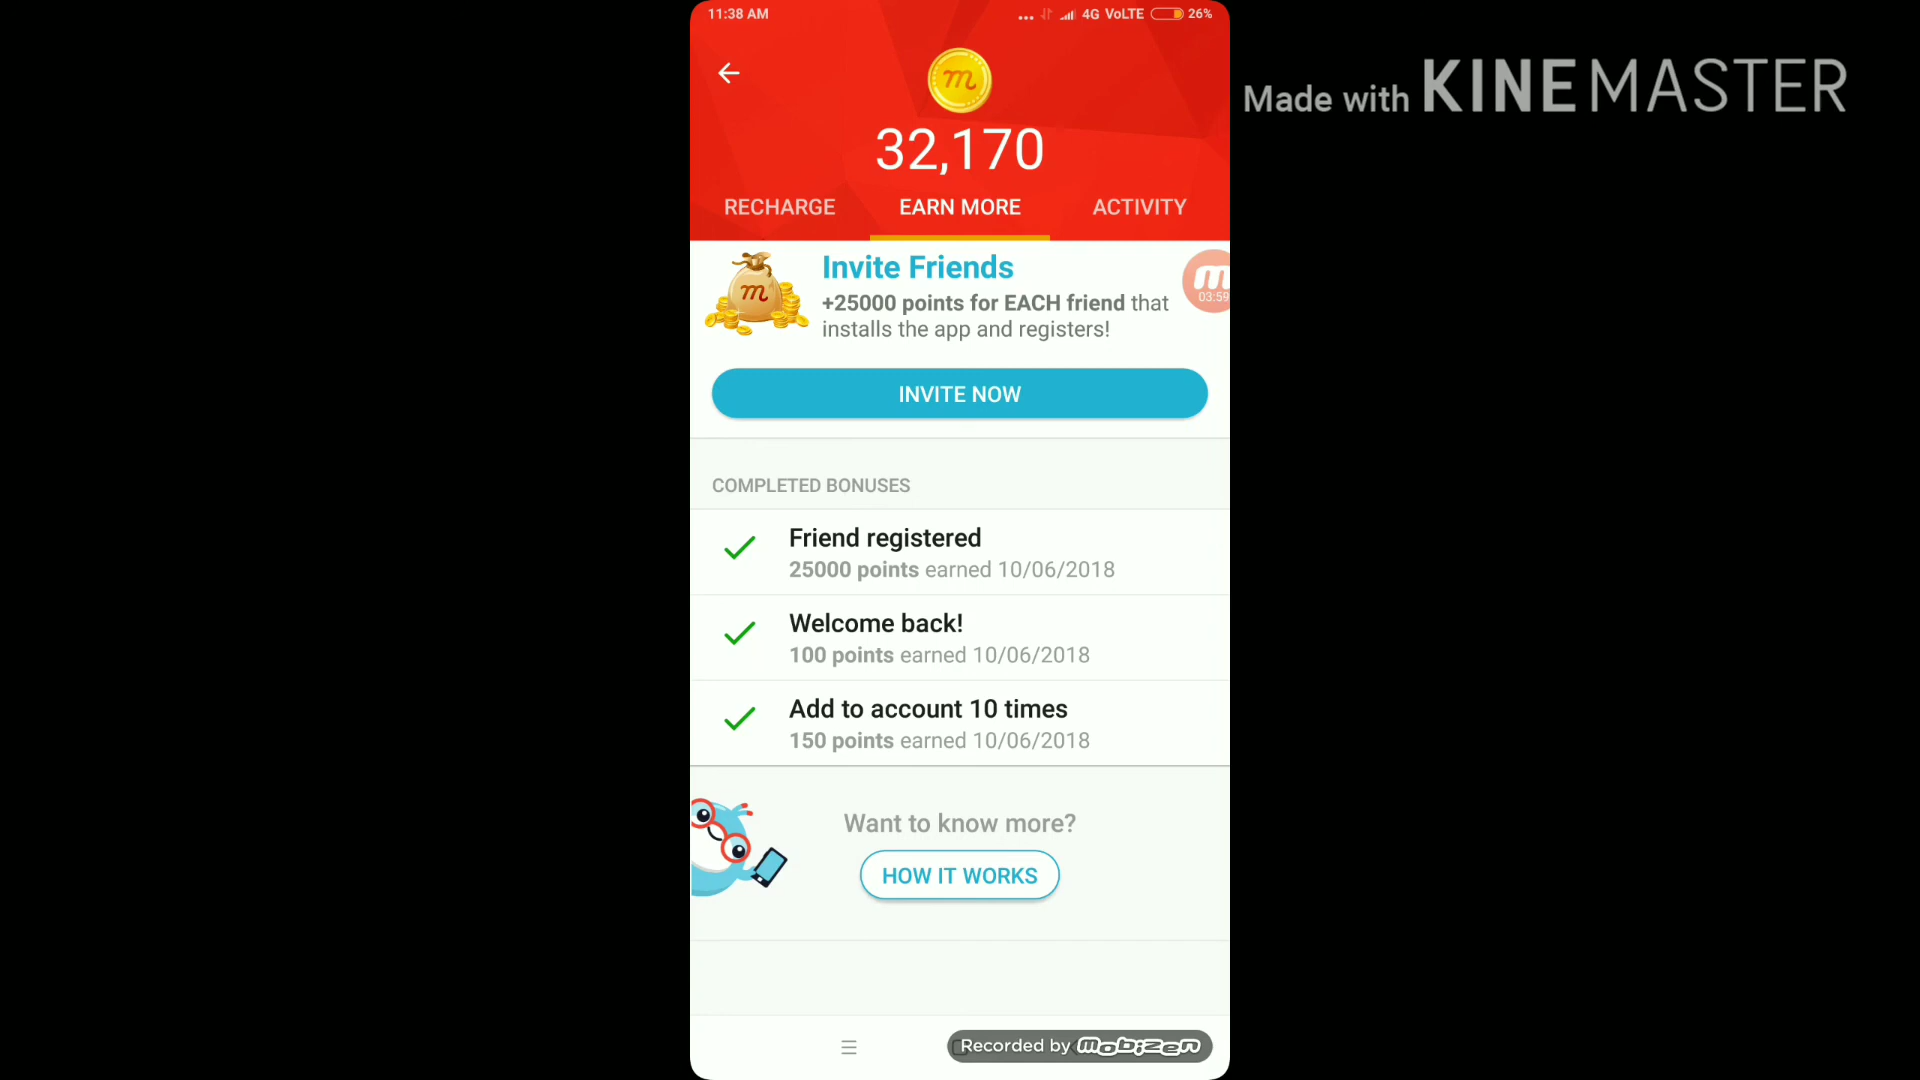 11:38 AM
4G VoLTE 26%
Made with KINEMASTER
m
32,170
RECHARGE EARN MORE ACTIVITY
Invite Friends
m
+25000 points for EACH friend that
installs the app and registers!
m
03:59
INVITE NOW
COMPLETED BONUSES
Friend registered
25000 points earned 10/06/2018
Welcome back!
100 points earned 10/06/2018
Add to account 10 times
150 points earned 10/06/2018
Want to know more?
HOW IT WORKS
Recorded by mobizen